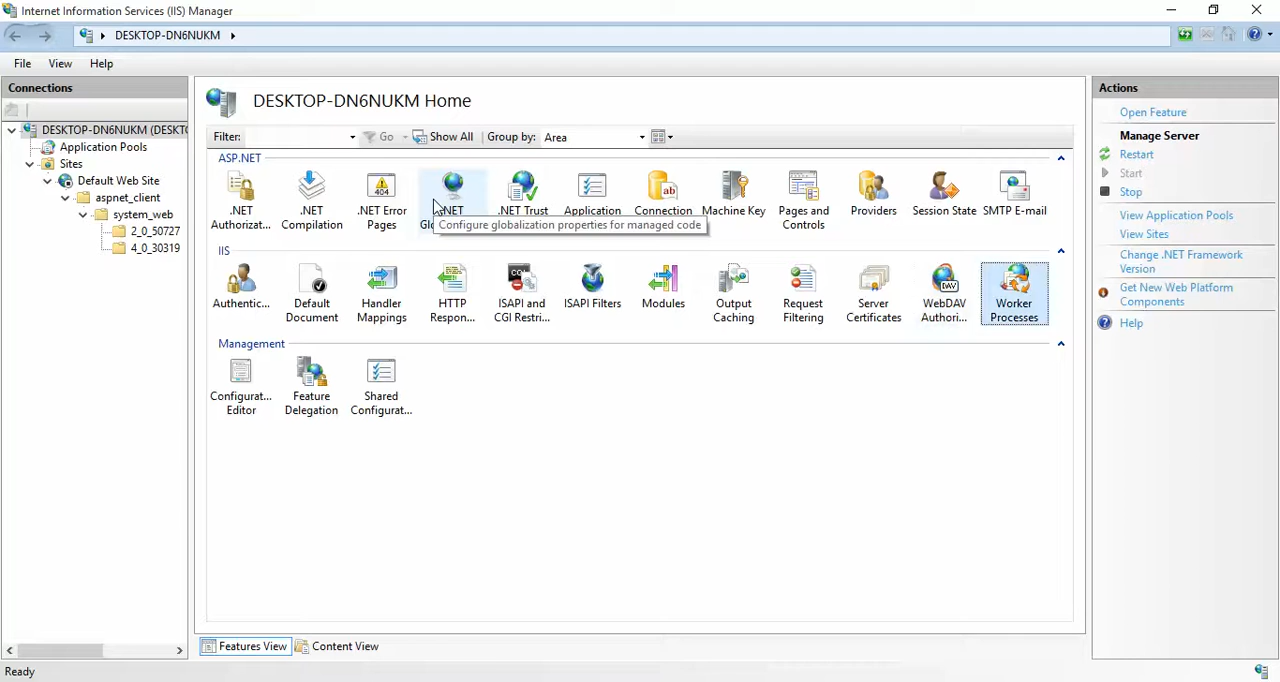 Internet Information Services (IIS) Manager
DESKTOP-DN6NUKM
File View Help
Connections
DESKTOP-DN6NUKM (DESKTO
Application Pools
Sites
Default Web Site
aspnet_client
system_web
2_0_50727
4_0_30319
DESKTOP-DN6NUKM Home
Filter: Go Show All Group by: Area
ASP.NET
.NET Authorizat...
.NET Compilation
.NET Error Pages
.NET
.NET Trust
Application
Connection
Machine Key
Pages and Controls
Providers
Session State
SMTP E-mail
Configure globalization properties for managed code
IIS
Authentic...
Default Document
Handler Mappings
HTTP Respon...
ISAPI and CGI Restri...
ISAPI Filters
Modules
Output Caching
Request Filtering
Server Certificates
WebDAV Authori...
Worker Processes
Management
Configurat... Editor
Feature Delegation
Shared Configurat...
Features View Content View
Actions
Open Feature
Manage Server
Restart
Start
Stop
View Application Pools
View Sites
Change .NET Framework
Version
Get New Web Platform
Components
Help
Ready